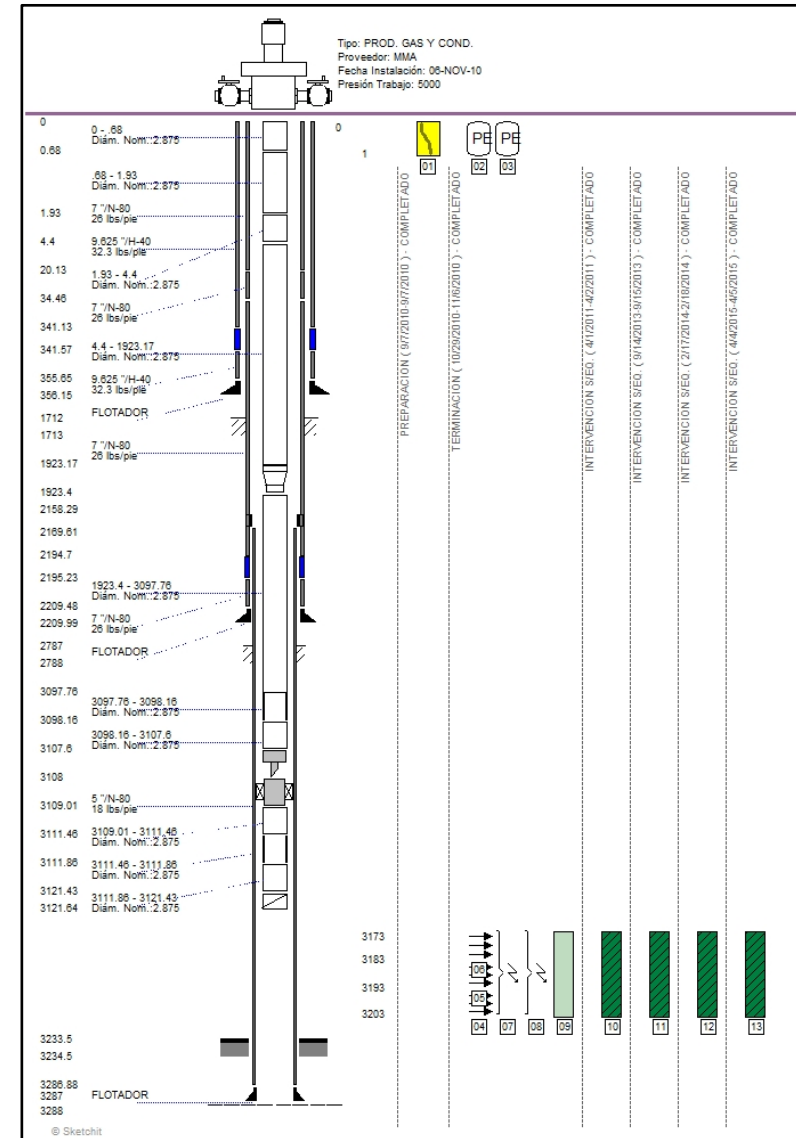 Tipo: PROD. GAS Y COND.
Proveedor: MMA
Fecha Instalación: 06-NOV-10
Presión Trabajo: 5000
0
0.68
1.93
4.4
20.13
34.46
341.13
341.57
355.65
356.15
1712
1713
1923.17
1923.4
2158.29
2169.61
2194.7
2195.23
2209.48
2209.99
2787
2788
3097.76
3098.16
3107.6
3108
3109.01
3111.46
3111.86
3121.43
3121.64
3233.5
3234.5
3286.88
3287
3288
0 - .68
Diám. Nom.:2.875
.68 - 1.93
Diám. Nom.:2.875
7 "/N-80
26 lbs/pie
9.625 "/H-40
32.3 lbs/pie
1.93 - 4.4
Diám. Nom.:2.875
7 "/N-80
26 lbs/pie
4.4 - 1923.17
Diám. Nom.:2.875
9.625 "/H-40
32.3 lbs/pie
FLOTADOR
7 "/N-80
26 lbs/pie
1923.4 - 3097.76
Diám. Nom.:2.875
7 "/N-80
26 lbs/pie
FLOTADOR
3097.76 - 3098.16
Diám. Nom.:2.875
3098.16 - 3107.6
Diám. Nom.:2.875
5 "/N-80
18 lbs/pie
3109.01 - 3111.46
Diám. Nom.:2.875
3111.46 - 3111.86
Diám. Nom.:2.875
3111.86 - 3121.43
Diám. Nom.:2.875
FLOTADOR
0
1
01
PE PE
02 03
PREPARACION ( 9/7/2010-9/7/2010 ) - COMPLETADO
TERMINACION ( 10/29/2010-11/6/2010 ) - COMPLETADO
INTERVENCION S/EQ. ( 4/1/2011-4/2/2011 ) - COMPLETADO
INTERVENCION S/EQ. ( 9/14/2013-9/15/2013 ) - COMPLETADO
INTERVENCION S/EQ. ( 2/17/2014-2/18/2014 ) - COMPLETADO
INTERVENCION S/EQ. ( 4/4/2015-4/5/2015 ) - COMPLETADO
3173
3183
3193
3203
06
05
04 07 08 09 10 11 12 13
© Sketchit